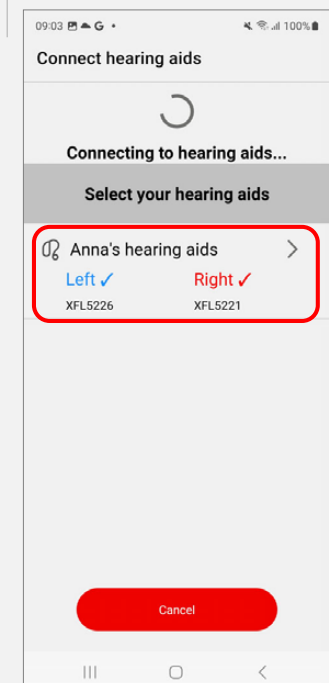 09:03 G • 100%
Connect hearing aids
Connecting to hearing aids...
Select your hearing aids
Anna's hearing aids
Left ✓ Right ✓
XFL5226 XFL5221
Cancel